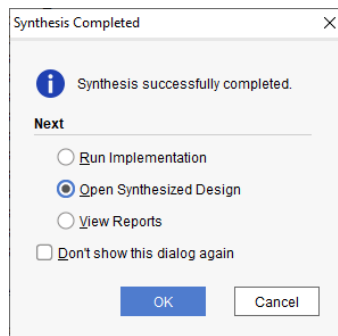 Synthesis Completed
Synthesis successfully completed.
Next
Run Implementation
Open Synthesized Design
View Reports
Don't show this dialog again
OK
Cancel